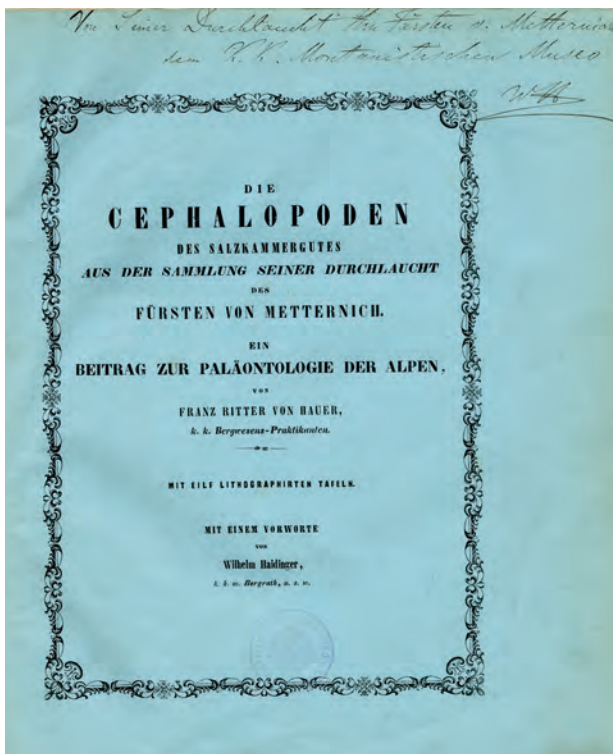 Von Seiner Durchlaucht Hrn Fürsten v. Metternich
dem K. K. Montanistischen Museo
WH
DIE
CEPHALOPODEN
DES SALZKAMMERGUTES
AUS DER SAMMLUNG SEINER DURCHLAUCHT
DES
FÜRSTEN VON METTERNICH.
EIN
BEITRAG ZUR PALÄONTOLOGIE DER ALPEN,
VON
FRANZ RITTER VON HAUER,
k. k. Bergwesens-Praktikanten.
MIT EILF LITHOGRAPHIRTEN TAFELN.
MIT EINEM VORWORTE
VON
Wilhelm Haidinger,
k. k. w. Bergrath, u. s. w.